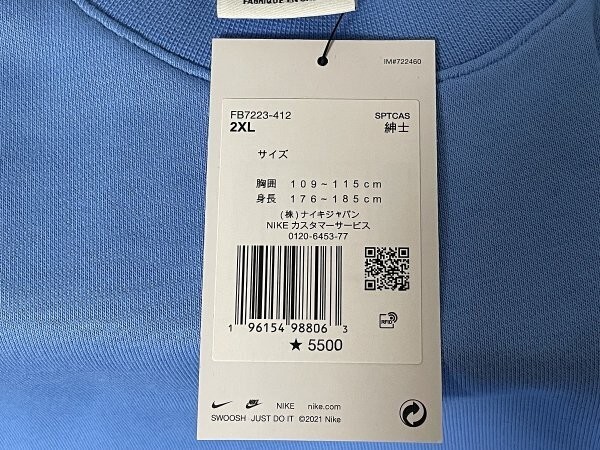 FABRIQUE EN
IM#722460
FB7223-412 SPTCAS
2XL 紳士
サイズ
胸囲 109~115cm
身長 176~185cm
(株)ナイキジャパン
NIKE カスタマーサービス
0120-6453-77
1 96154 98806 3
RFID
★ 5500
NIKE nike.com
SWOOSH JUST DO IT ©2021 Nike